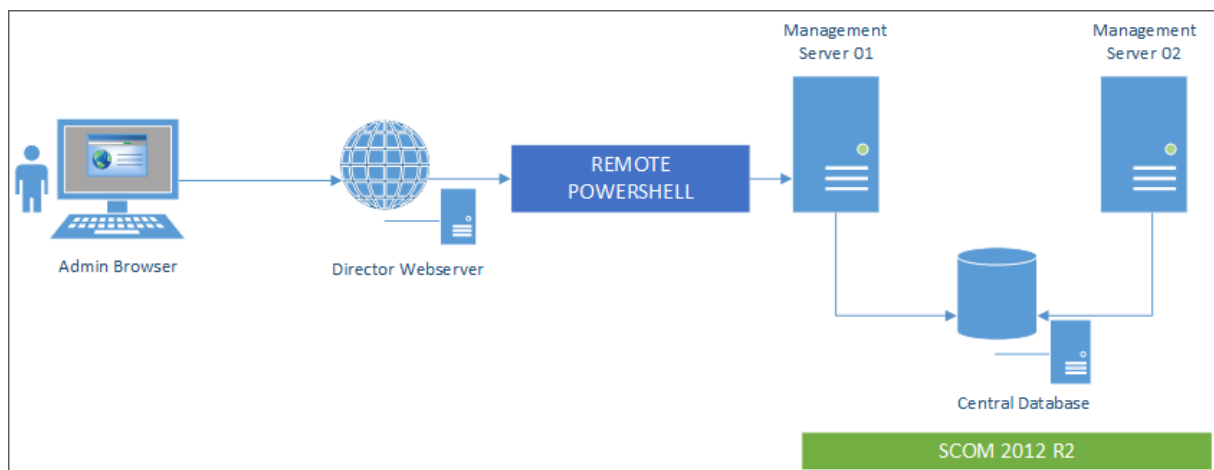 Management
Server 01
Management
Server 02
REMOTE
POWERSHELL
Admin Browser
Director Webserver
Central Database
SCOM 2012 R2